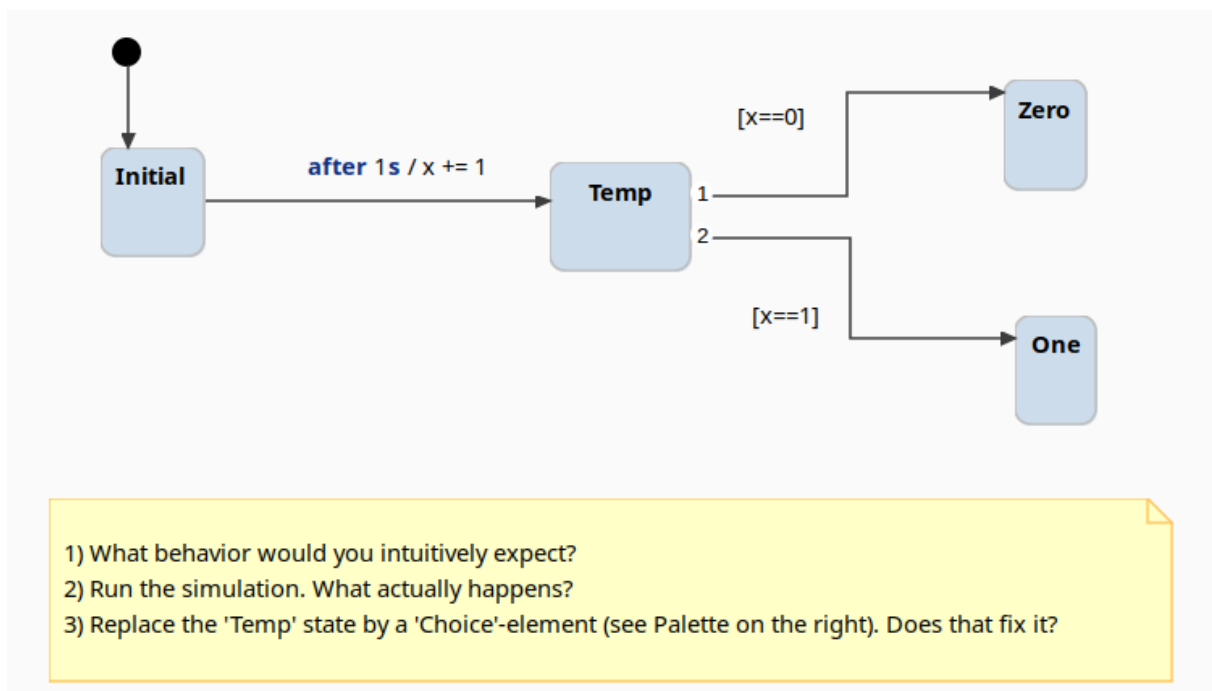 Initial
after 1s / x += 1
Temp
1
2
[x==0]
Zero
[x==1]
One
1) What behavior would you intuitively expect?
2) Run the simulation. What actually happens?
3) Replace the 'Temp' state by a 'Choice'-element (see Palette on the right). Does that fix it?